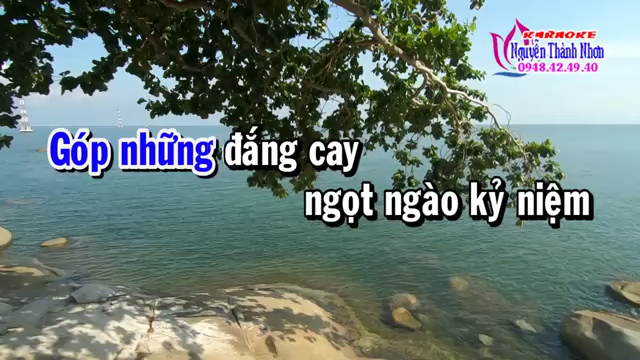 KARAOKE
Nguyễn Thành Nhơn
0948.42.49.40
Góp những đắng cay
ngọt ngào kỷ niệm